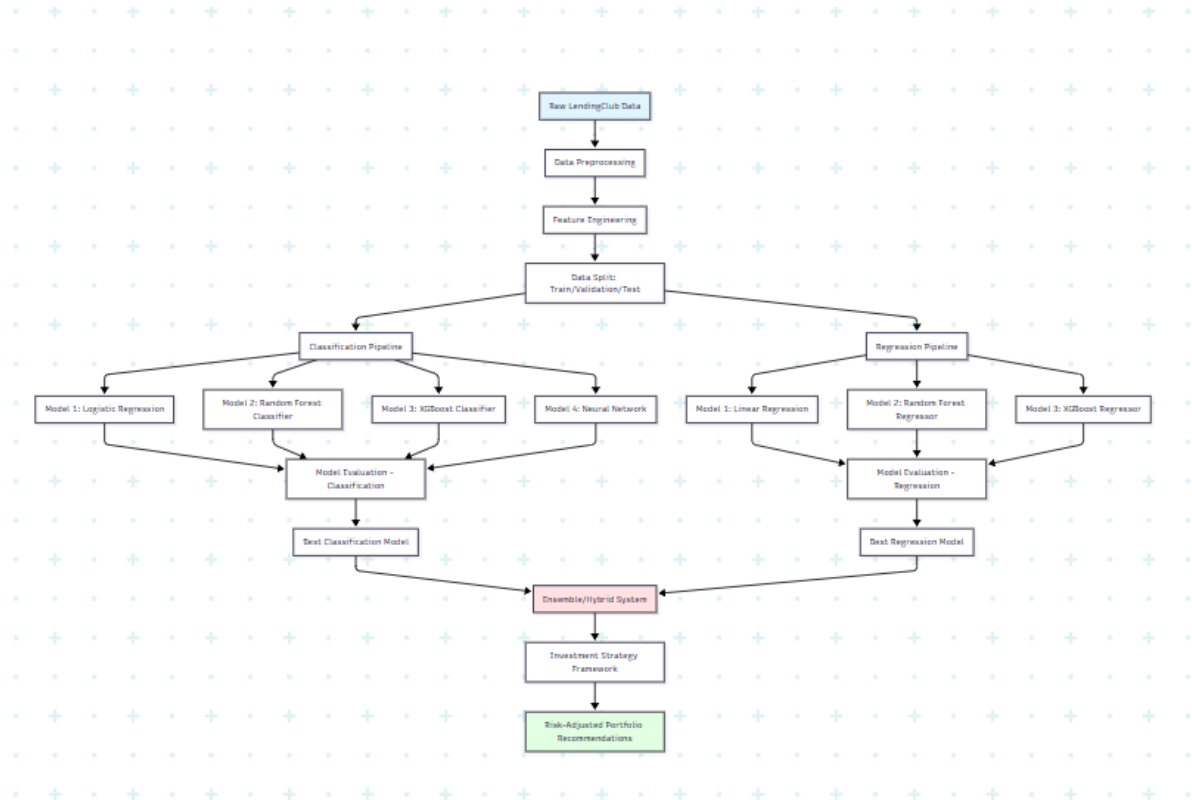 Raw LendingClub Data
Data Preprocessing
Feature Engineering
Data Split:
Train/Validation/Test
Classification Pipeline
Regression Pipeline
Model 1: Logistic Regression
Model 2: Random Forest
Classifier
Model 3: XGBoost Classifier
Model 4: Neural Network
Model 1: Linear Regression
Model 2: Random Forest
Regressor
Model 3: XGBoost Regressor
Model Evaluation -
Classification
Model Evaluation -
Regression
Best Classification Model
Best Regression Model
Ensemble/Hybrid System
Investment Strategy
Framework
Risk-Adjusted Portfolio
Recommendations